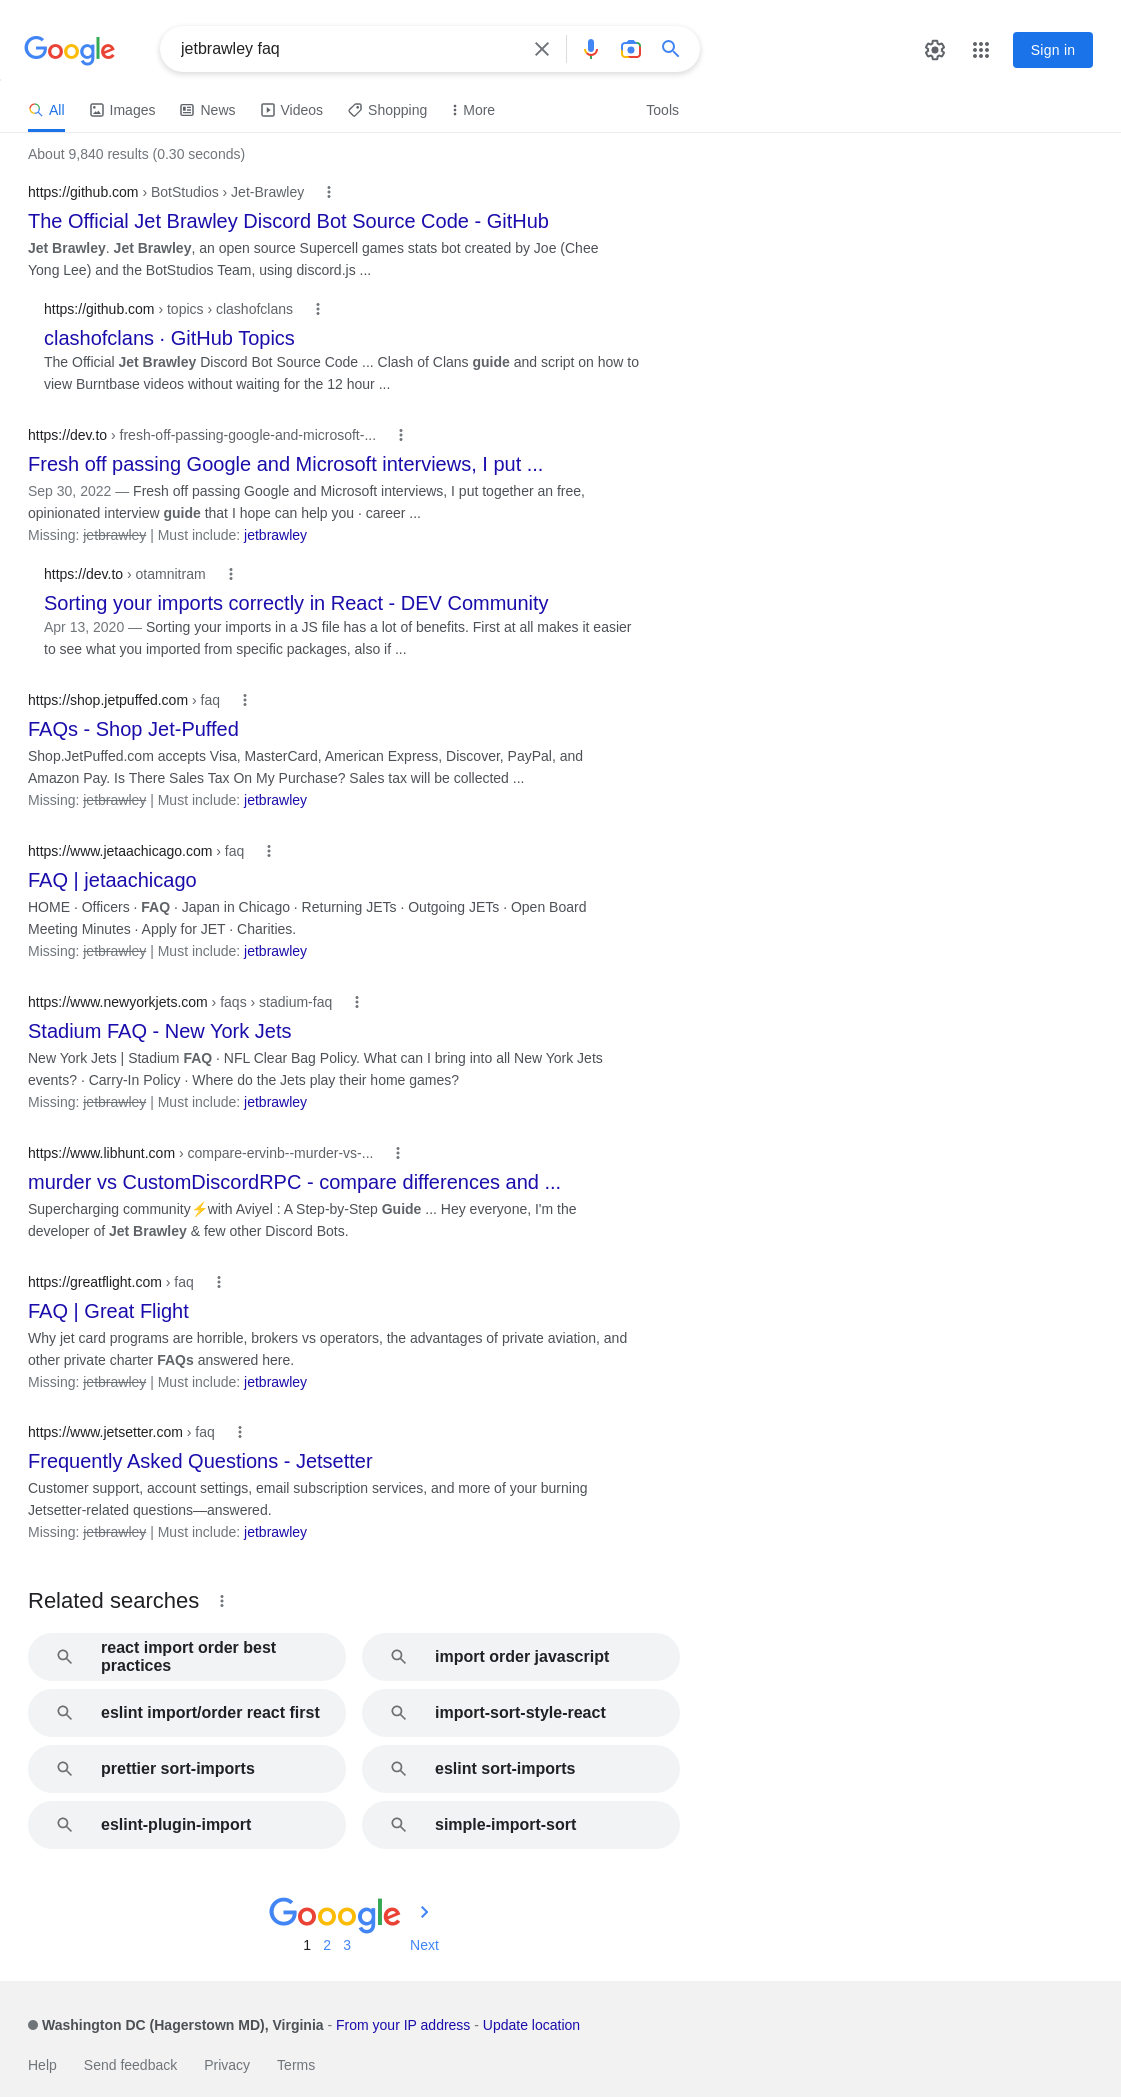 Google
jetbrawley faq
Sign in
All Images News Videos Shopping More Tools
About 9,840 results (0.30 seconds)
https://github.com › BotStudios › Jet-Brawley
The Official Jet Brawley Discord Bot Source Code - GitHub
Jet Brawley. Jet Brawley, an open source Supercell games stats bot created by Joe (Chee
Yong Lee) and the BotStudios Team, using discord.js ...
https://github.com › topics › clashofclans
clashofclans · GitHub Topics
The Official Jet Brawley Discord Bot Source Code ... Clash of Clans guide and script on how to
view Burntbase videos without waiting for the 12 hour ...
https://dev.to › fresh-off-passing-google-and-microsoft-...
Fresh off passing Google and Microsoft interviews, I put ...
Sep 30, 2022 — Fresh off passing Google and Microsoft interviews, I put together an free,
opinionated interview guide that I hope can help you · career ...
Missing: jetbrawley | Must include: jetbrawley
https://dev.to › otamnitram
Sorting your imports correctly in React - DEV Community
Apr 13, 2020 — Sorting your imports in a JS file has a lot of benefits. First at all makes it easier
to see what you imported from specific packages, also if ...
https://shop.jetpuffed.com › faq
FAQs - Shop Jet-Puffed
Shop.JetPuffed.com accepts Visa, MasterCard, American Express, Discover, PayPal, and
Amazon Pay. Is There Sales Tax On My Purchase? Sales tax will be collected ...
Missing: jetbrawley | Must include: jetbrawley
https://www.jetaachicago.com › faq
FAQ | jetaachicago
HOME · Officers · FAQ · Japan in Chicago · Returning JETs · Outgoing JETs · Open Board
Meeting Minutes · Apply for JET · Charities.
Missing: jetbrawley | Must include: jetbrawley
https://www.newyorkjets.com › faqs › stadium-faq
Stadium FAQ - New York Jets
New York Jets | Stadium FAQ · NFL Clear Bag Policy. What can I bring into all New York Jets
events? · Carry-In Policy · Where do the Jets play their home games?
Missing: jetbrawley | Must include: jetbrawley
https://www.libhunt.com › compare-ervinb--murder-vs-...
murder vs CustomDiscordRPC - compare differences and ...
Supercharging community⚡with Aviyel : A Step-by-Step Guide ... Hey everyone, I'm the
developer of Jet Brawley & few other Discord Bots.
https://greatflight.com › faq
FAQ | Great Flight
Why jet card programs are horrible, brokers vs operators, the advantages of private aviation, and
other private charter FAQs answered here.
Missing: jetbrawley | Must include: jetbrawley
https://www.jetsetter.com › faq
Frequently Asked Questions - Jetsetter
Customer support, account settings, email subscription services, and more of your burning
Jetsetter-related questions—answered.
Missing: jetbrawley | Must include: jetbrawley
Related searches
react import order best
practices
import order javascript
eslint import/order react first
import-sort-style-react
prettier sort-imports
eslint sort-imports
eslint-plugin-import
simple-import-sort
Gooogle
1 2 3 Next
Washington DC (Hagerstown MD), Virginia - From your IP address - Update location
Help Send feedback Privacy Terms